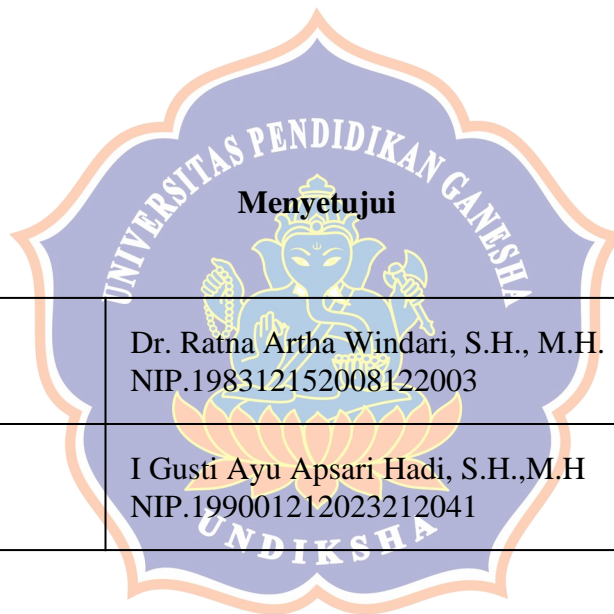 UNIVERSITAS PENDIDIKAN GANESHA
Menyetujui
Dr. Ratna Artha Windari, S.H., M.H.
NIP.198312152008122003
I Gusti Ayu Apsari Hadi, S.H.,M.H
NIP.199001212023212041
UNDIKSHA